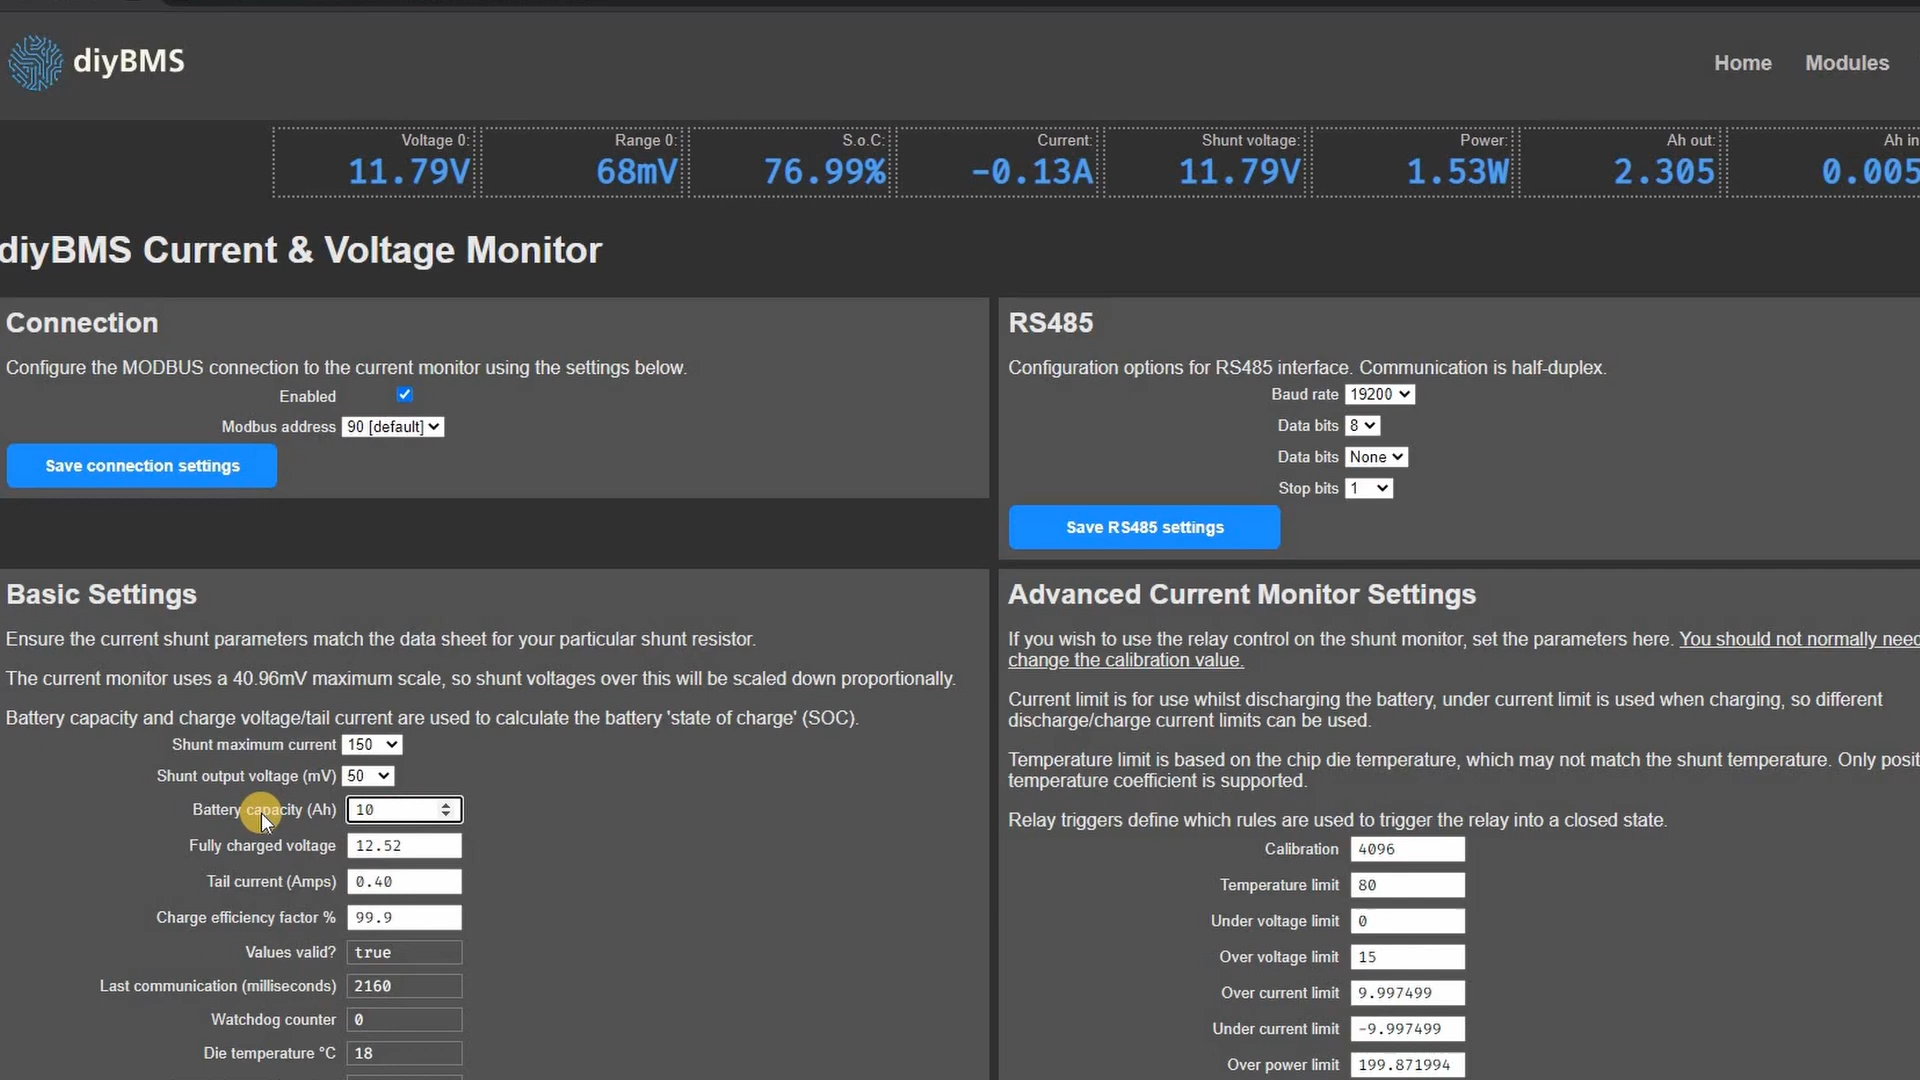 diyBMS
Home
Modules
Voltage 0:
11.79V
Range 0:
68mV
S.o.C:
76.99%
Current:
-0.13A
Shunt voltage:
11.79V
Power:
1.53W
Ah out:
2.305
Ah in
0.005
diyBMS Current & Voltage Monitor
Connection
Configure the MODBUS connection to the current monitor using the settings below.
Enabled
Modbus address 90 [default]
Save connection settings
RS485
Configuration options for RS485 interface. Communication is half-duplex.
Baud rate 19200
Data bits 8
Data bits None
Stop bits 1
Save RS485 settings
Basic Settings
Ensure the current shunt parameters match the data sheet for your particular shunt resistor.
The current monitor uses a 40.96mV maximum scale, so shunt voltages over this will be scaled down proportionally.
Battery capacity and charge voltage/tail current are used to calculate the battery 'state of charge' (SOC).
Shunt maximum current 150
Shunt output voltage (mV) 50
Battery capacity (Ah) 10
Fully charged voltage 12.52
Tail current (Amps) 0.40
Charge efficiency factor % 99.9
Values valid? true
Last communication (milliseconds) 2160
Watchdog counter 0
Die temperature °C 18
Advanced Current Monitor Settings
If you wish to use the relay control on the shunt monitor, set the parameters here. You should not normally need
change the calibration value.
Current limit is for use whilst discharging the battery, under current limit is used when charging, so different
discharge/charge current limits can be used.
Temperature limit is based on the chip die temperature, which may not match the shunt temperature. Only posit
temperature coefficient is supported.
Relay triggers define which rules are used to trigger the relay into a closed state.
Calibration 4096
Temperature limit 80
Under voltage limit 0
Over voltage limit 15
Over current limit 9.997499
Under current limit -9.997499
Over power limit 199.871994